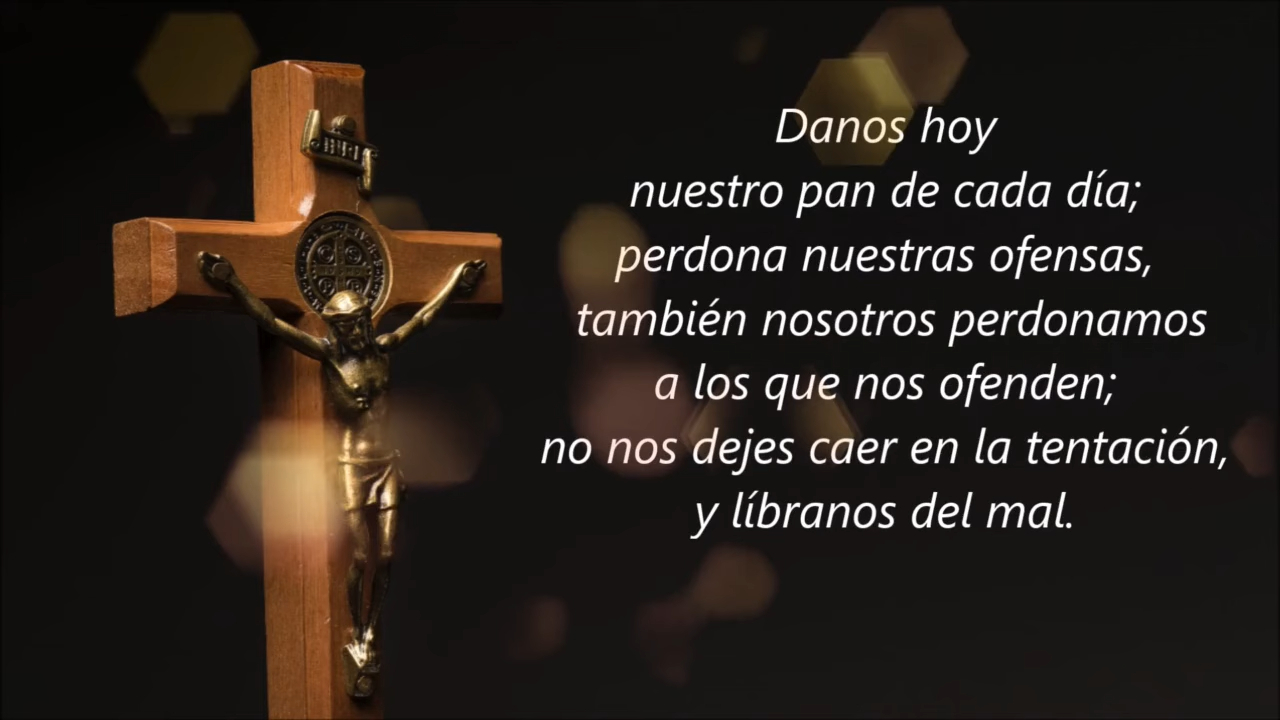 INRI
Danos hoy
nuestro pan de cada día;
perdona nuestras ofensas,
también nosotros perdonamos
a los que nos ofenden;
no nos dejes caer en la tentación,
y líbranos del mal.